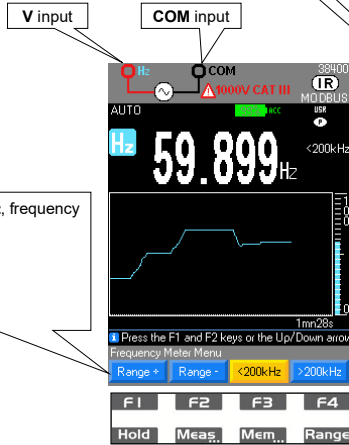 V input
COM input
Hz
COM
38400
IR
1000V CAT III
MODBUS
AUTO
ACC
USR
P
Hz
59.899Hz
<200kHz
, frequency
1mn28s
Press the F1 and F2 keys or the Up/Down arrow
Frequency Meter Menu
Range +
Range -
<200kHz
>200kHz
F1
F2
F3
F4
Hold
Meas...
Mem...
Range